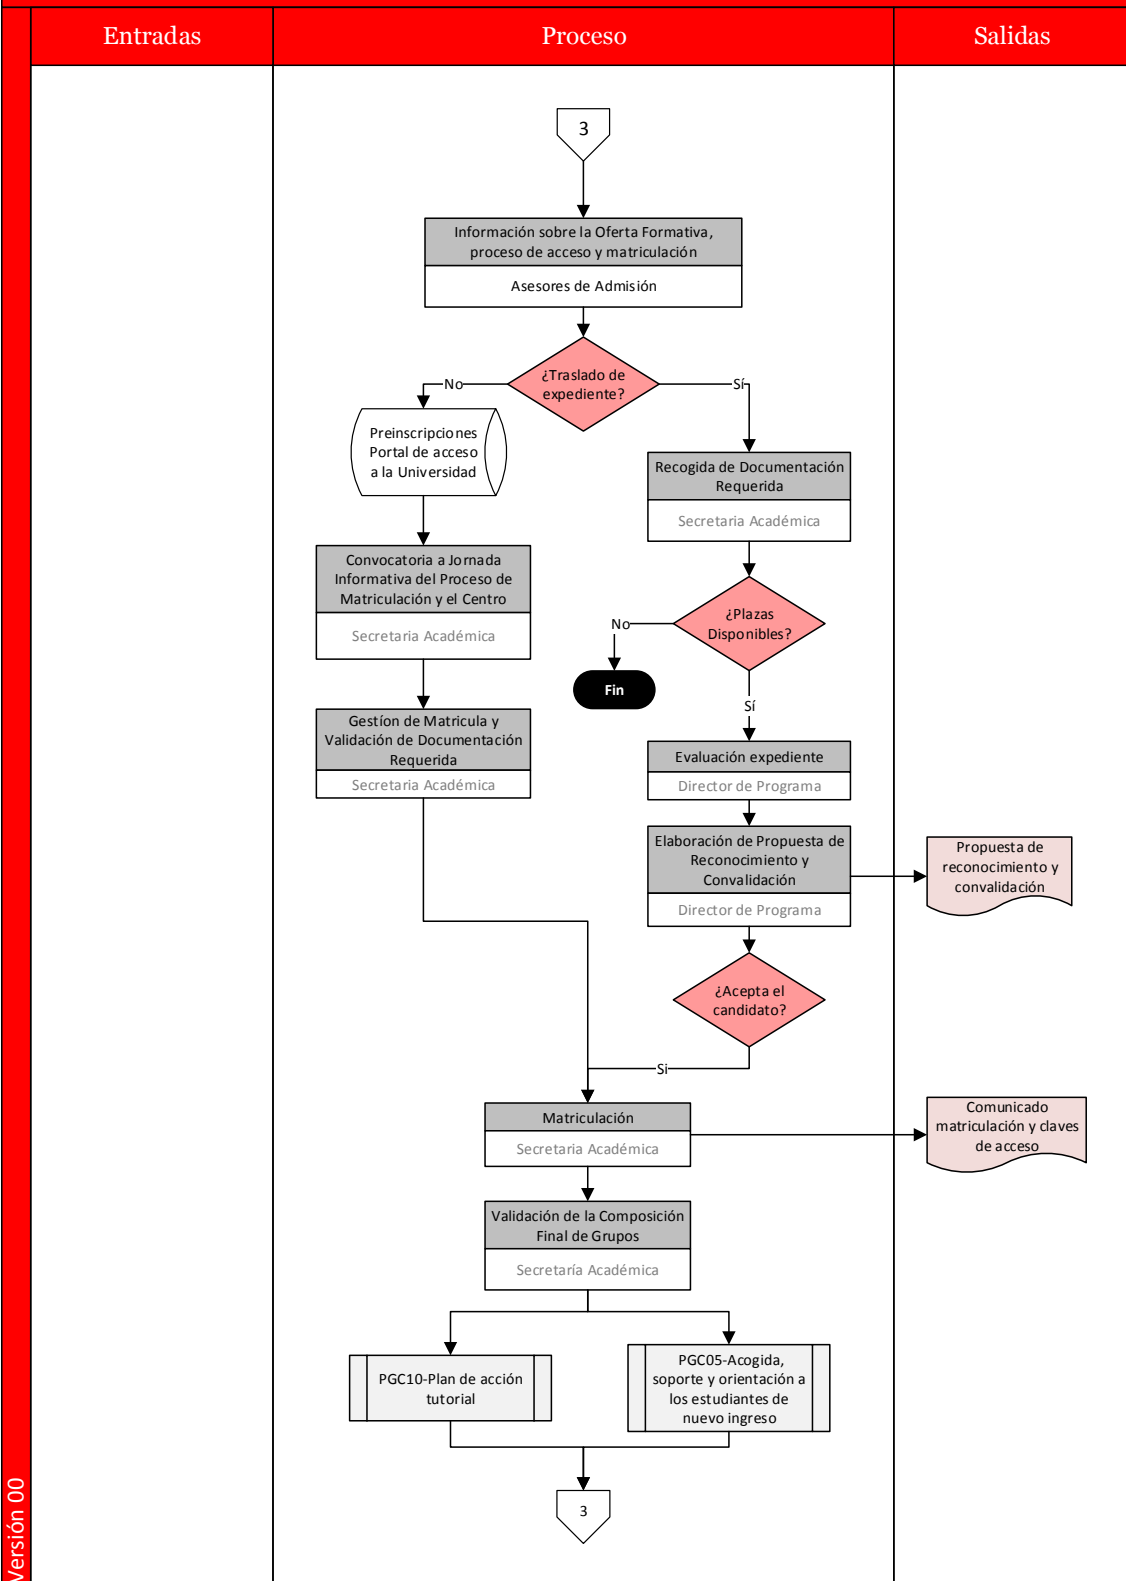 Entradas
Proceso
Salidas
3
Información sobre la Oferta Formativa,
proceso de acceso y matriculación
Asesores de Admisión
¿Traslado de
expediente?
No
Sí
Preinscripciones
Portal de acceso
a la Universidad
Recogida de Documentación
Requerida
Secretaria Académica
Convocatoria a Jornada
Informativa del Proceso de
Matriculación y el Centro
Secretaria Académica
¿Plazas
Disponibles?
No
Fin
Sí
Gestíon de Matricula y
Validación de Documentación
Requerida
Secretaria Académica
Evaluación expediente
Director de Programa
Elaboración de Propuesta de
Reconocimiento y
Convalidación
Director de Programa
Propuesta de
reconocimiento y
convalidación
¿Acepta el
candidato?
Si
Matriculación
Secretaria Académica
Comunicado
matriculación y claves
de acceso
Validación de la Composición
Final de Grupos
Secretaría Académica
PGC10-Plan de acción
tutorial
PGC05-Acogida,
soporte y orientación a
los estudiantes de
nuevo ingreso
3
Versión 00